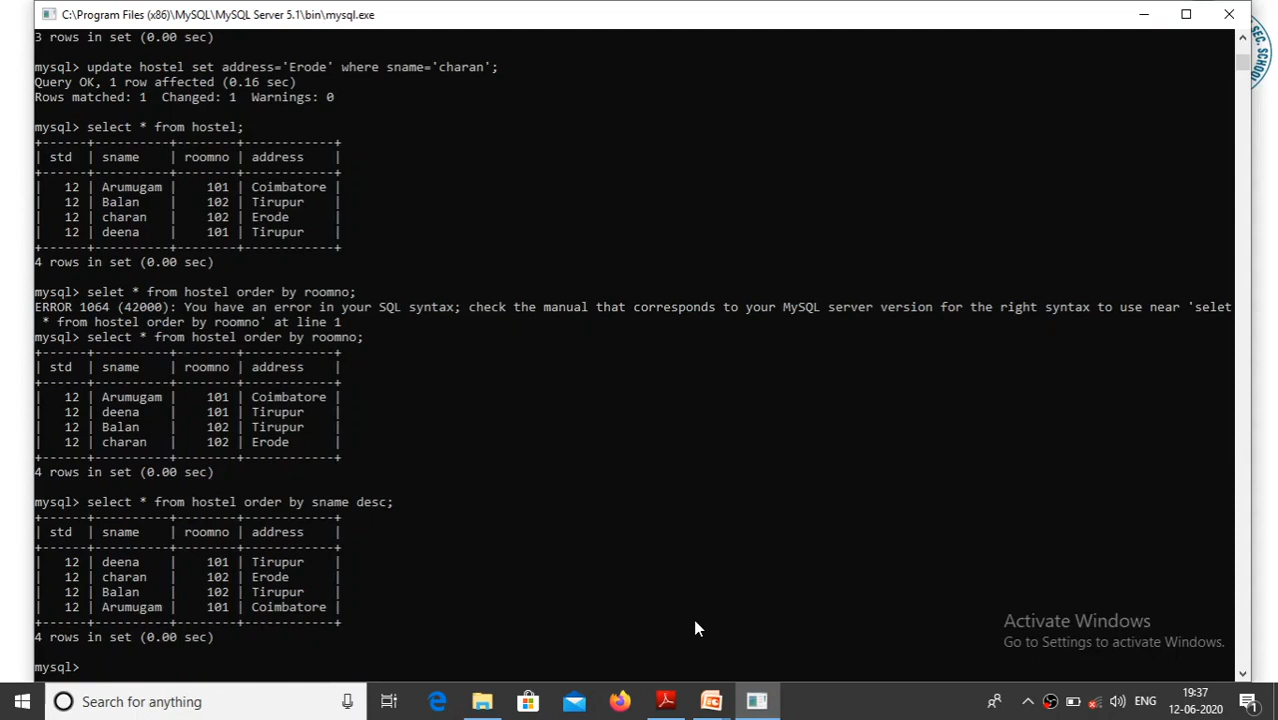 C:\Program Files (x86)\MySQL\MySQL Server 5.1\bin\mysql.exe
3 rows in set (0.00 sec)
mysql> update hostel set address='Erode' where sname='charan';
Query OK, 1 row affected (0.16 sec)
Rows matched: 1  Changed: 1  Warnings: 0
mysql> select * from hostel;
+------+----------+--------+------------+
| std  | sname    | roomno | address    |
+------+----------+--------+------------+
|   12 | Arumugam |    101 | Coimbatore |
|   12 | Balan    |    102 | Tirupur    |
|   12 | charan   |    102 | Erode      |
|   12 | deena    |    101 | Tirupur    |
+------+----------+--------+------------+
4 rows in set (0.00 sec)
mysql> selet * from hostel order by roomno;
ERROR 1064 (42000): You have an error in your SQL syntax; check the manual that corresponds to your MySQL server version for the right syntax to use near 'selet
 * from hostel order by roomno' at line 1
mysql> select * from hostel order by roomno;
+------+----------+--------+------------+
| std  | sname    | roomno | address    |
+------+----------+--------+------------+
|   12 | Arumugam |    101 | Coimbatore |
|   12 | deena    |    101 | Tirupur    |
|   12 | Balan    |    102 | Tirupur    |
|   12 | charan   |    102 | Erode      |
+------+----------+--------+------------+
4 rows in set (0.00 sec)
mysql> select * from hostel order by sname desc;
+------+----------+--------+------------+
| std  | sname    | roomno | address    |
+------+----------+--------+------------+
|   12 | deena    |    101 | Tirupur    |
|   12 | charan   |    102 | Erode      |
|   12 | Balan    |    102 | Tirupur    |
|   12 | Arumugam |    101 | Coimbatore |
+------+----------+--------+------------+
4 rows in set (0.00 sec)
mysql>
Activate Windows
Go to Settings to activate Windows.
SEC. SCHOOL
Search for anything
ENG
19:37
12-06-2020
1